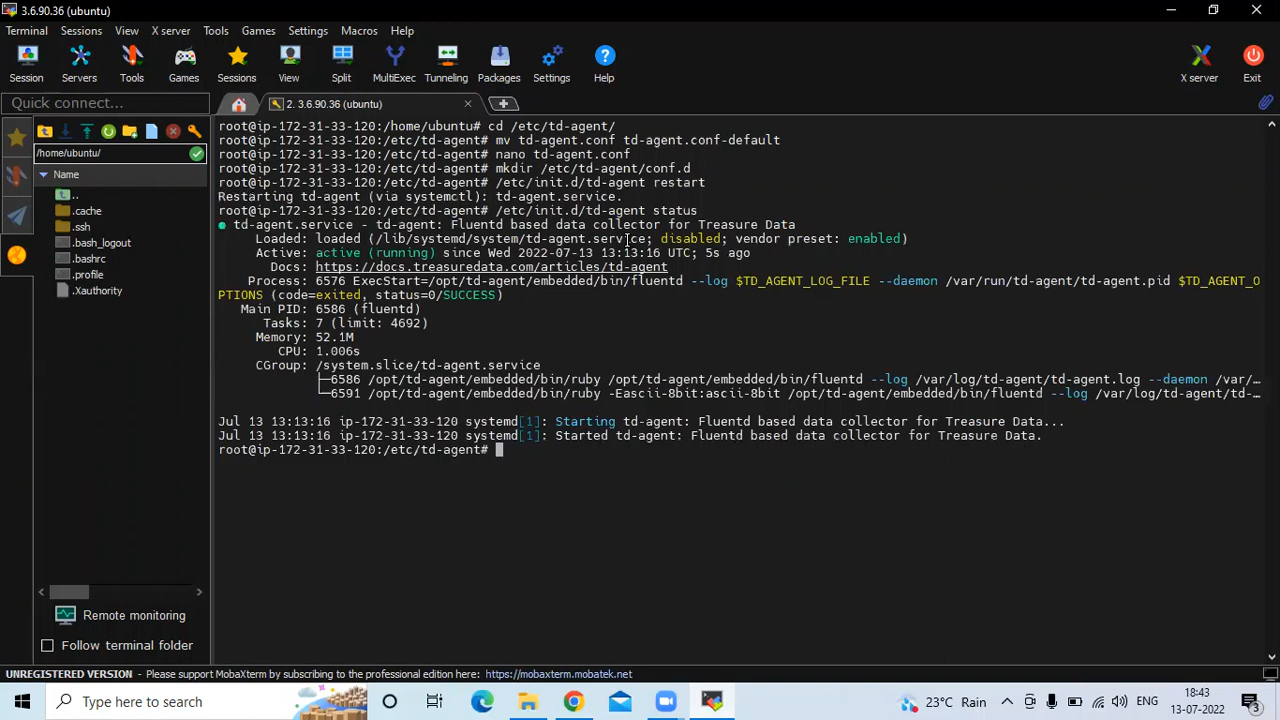 3.6.90.36 (ubuntu)
Terminal Sessions View X server Tools Games Settings Macros Help
Session Servers Tools Games Sessions View Split MultiExec Tunneling Packages Settings Help X server Exit
Quick connect...
2. 3.6.90.36 (ubuntu)
/home/ubuntu/
Name
..
.cache
.ssh
.bash_logout
.bashrc
.profile
.Xauthority
Remote monitoring
Follow terminal folder
root@ip-172-31-33-120:/home/ubuntu# cd /etc/td-agent/
root@ip-172-31-33-120:/etc/td-agent# mv td-agent.conf td-agent.conf-default
root@ip-172-31-33-120:/etc/td-agent# nano td-agent.conf
root@ip-172-31-33-120:/etc/td-agent# mkdir /etc/td-agent/conf.d
root@ip-172-31-33-120:/etc/td-agent# /etc/init.d/td-agent restart
Restarting td-agent (via systemctl): td-agent.service.
root@ip-172-31-33-120:/etc/td-agent# /etc/init.d/td-agent status
● td-agent.service - td-agent: Fluentd based data collector for Treasure Data
Loaded: loaded (/lib/systemd/system/td-agent.service; disabled; vendor preset: enabled)
Active: active (running) since Wed 2022-07-13 13:13:16 UTC; 5s ago
Docs: https://docs.treasuredata.com/articles/td-agent
Process: 6576 ExecStart=/opt/td-agent/embedded/bin/fluentd --log $TD_AGENT_LOG_FILE --daemon /var/run/td-agent/td-agent.pid $TD_AGENT_O
PTIONS (code=exited, status=0/SUCCESS)
Main PID: 6586 (fluentd)
Tasks: 7 (limit: 4692)
Memory: 52.1M
CPU: 1.006s
CGroup: /system.slice/td-agent.service
├─6586 /opt/td-agent/embedded/bin/ruby /opt/td-agent/embedded/bin/fluentd --log /var/log/td-agent/td-agent.log --daemon /var/…
└─6591 /opt/td-agent/embedded/bin/ruby -Eascii-8bit:ascii-8bit /opt/td-agent/embedded/bin/fluentd --log /var/log/td-agent/td-…
Jul 13 13:13:16 ip-172-31-33-120 systemd[1]: Starting td-agent: Fluentd based data collector for Treasure Data...
Jul 13 13:13:16 ip-172-31-33-120 systemd[1]: Started td-agent: Fluentd based data collector for Treasure Data.
root@ip-172-31-33-120:/etc/td-agent#
UNREGISTERED VERSION - Please support MobaXterm by subscribing to the professional edition here: https://mobaxterm.mobatek.net
Type here to search
23°C Rain
ENG
18:43
13-07-2022
3